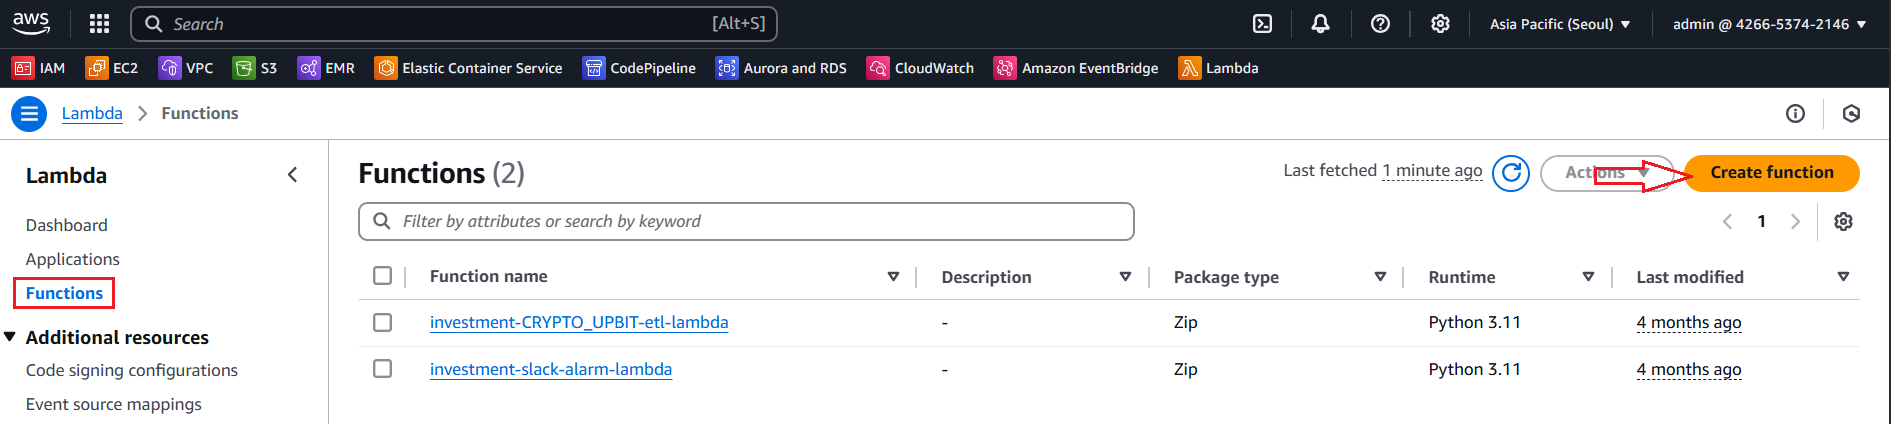 aws Search [Alt+S] Asia Pacific (Seoul) admin @ 4266-5374-2146
IAM EC2 VPC S3 EMR Elastic Container Service CodePipeline Aurora and RDS CloudWatch Amazon EventBridge Lambda
Lambda Functions
Lambda
Dashboard
Applications
Functions
Additional resources
Code signing configurations
Event source mappings
Functions (2)
Last fetched 1 minute ago Actions Create function
Filter by attributes or search by keyword 1
Function name Description Package type Runtime Last modified
investment-CRYPTO_UPBIT-etl-lambda - Zip Python 3.11 4 months ago
investment-slack-alarm-lambda - Zip Python 3.11 4 months ago